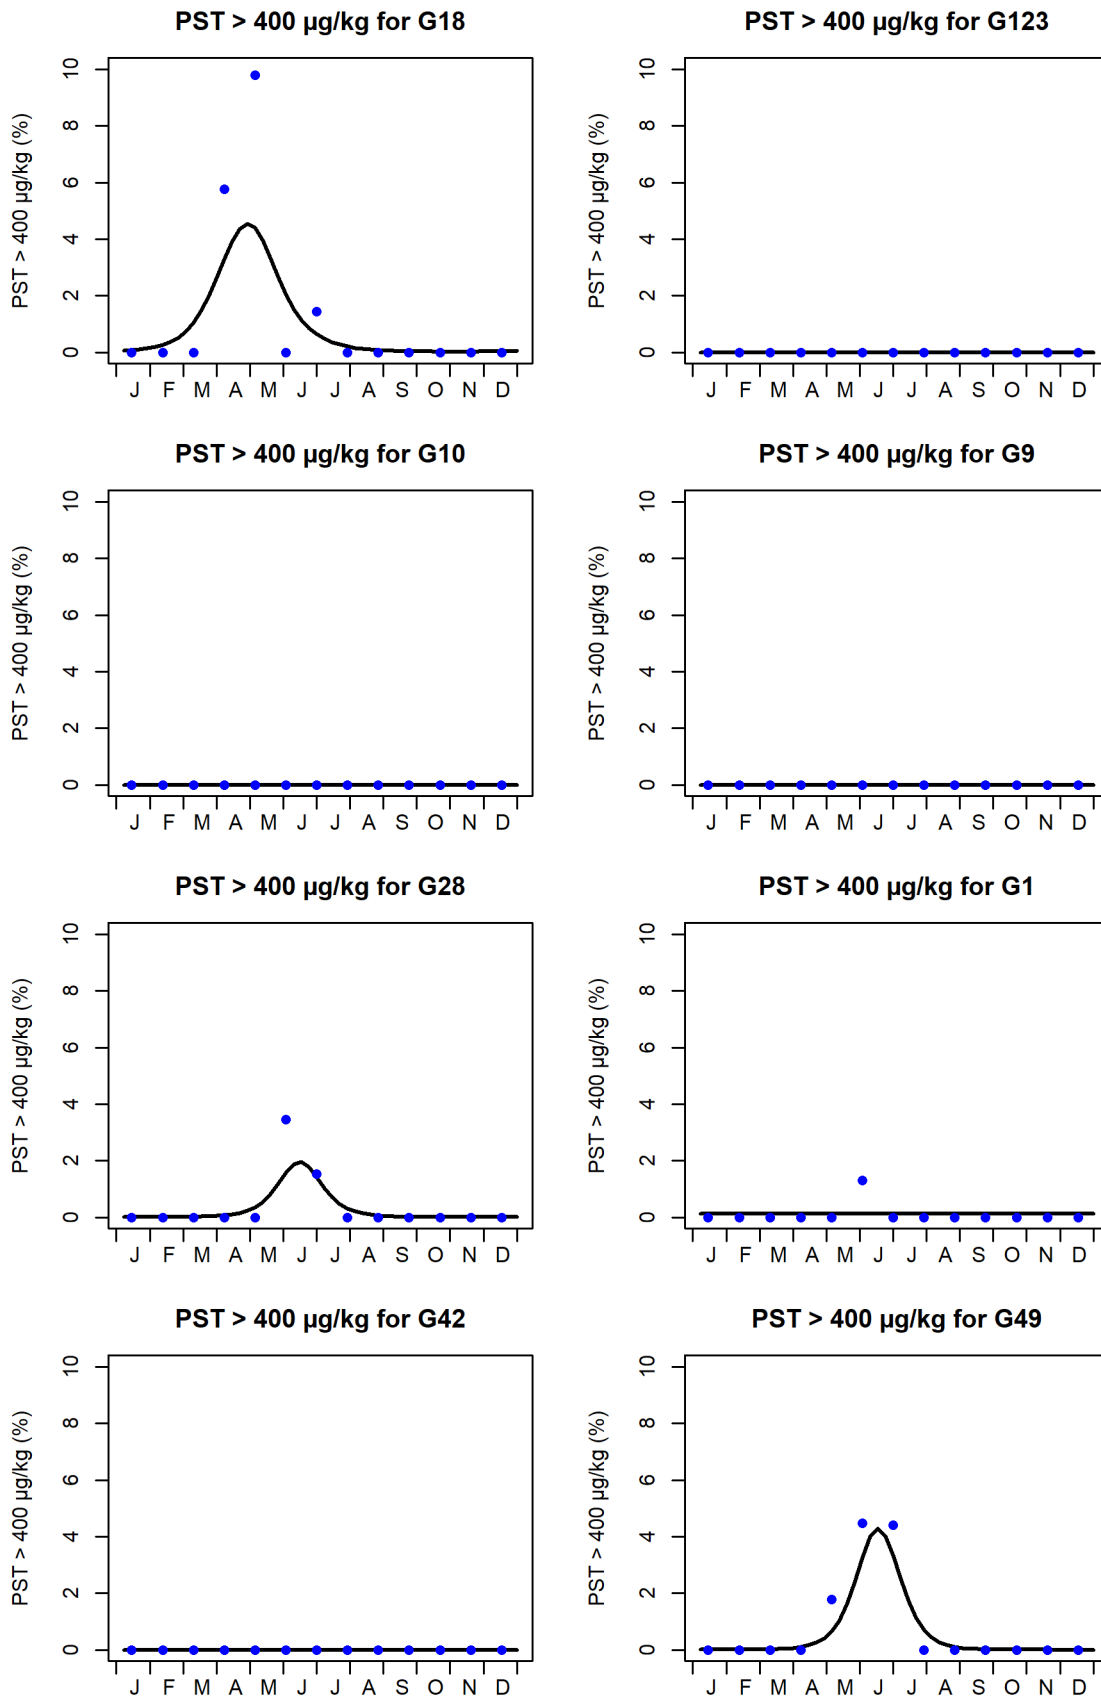 PST > 400 µg/kg for G18
PST > 400 µg/kg (%)
10
8
6
4
2
0
J F M A M J J A S O N D
PST > 400 µg/kg for G123
PST > 400 µg/kg (%)
10
8
6
4
2
0
J F M A M J J A S O N D
PST > 400 µg/kg for G10
PST > 400 µg/kg (%)
10
8
6
4
2
0
J F M A M J J A S O N D
PST > 400 µg/kg for G9
PST > 400 µg/kg (%)
10
8
6
4
2
0
J F M A M J J A S O N D
PST > 400 µg/kg for G28
PST > 400 µg/kg (%)
10
8
6
4
2
0
J F M A M J J A S O N D
PST > 400 µg/kg for G1
PST > 400 µg/kg (%)
10
8
6
4
2
0
J F M A M J J A S O N D
PST > 400 µg/kg for G42
PST > 400 µg/kg (%)
10
8
6
4
2
0
J F M A M J J A S O N D
PST > 400 µg/kg for G49
PST > 400 µg/kg (%)
10
8
6
4
2
0
J F M A M J J A S O N D